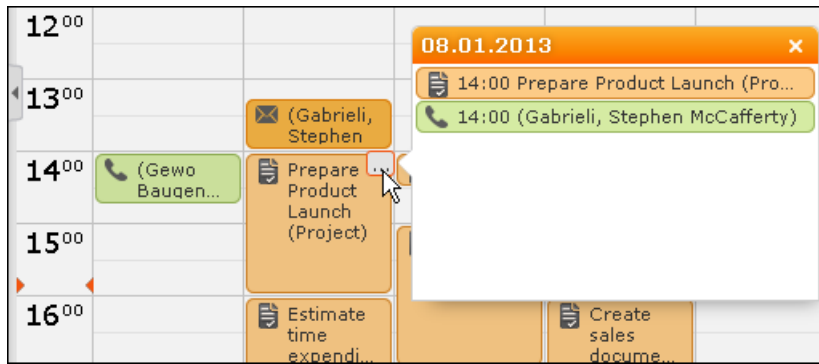 12 00
08.01.2013 ×
14:00 Prepare Product Launch (Pro...
14:00 (Gabrieli, Stephen McCafferty)
13 00
(Gabrieli,
Stephen
14 00
(Gewo
Baugen...
Prepare
Product
Launch
(Project)
...
15 00
16 00
Estimate
time
expendi...
Create
sales
docume...